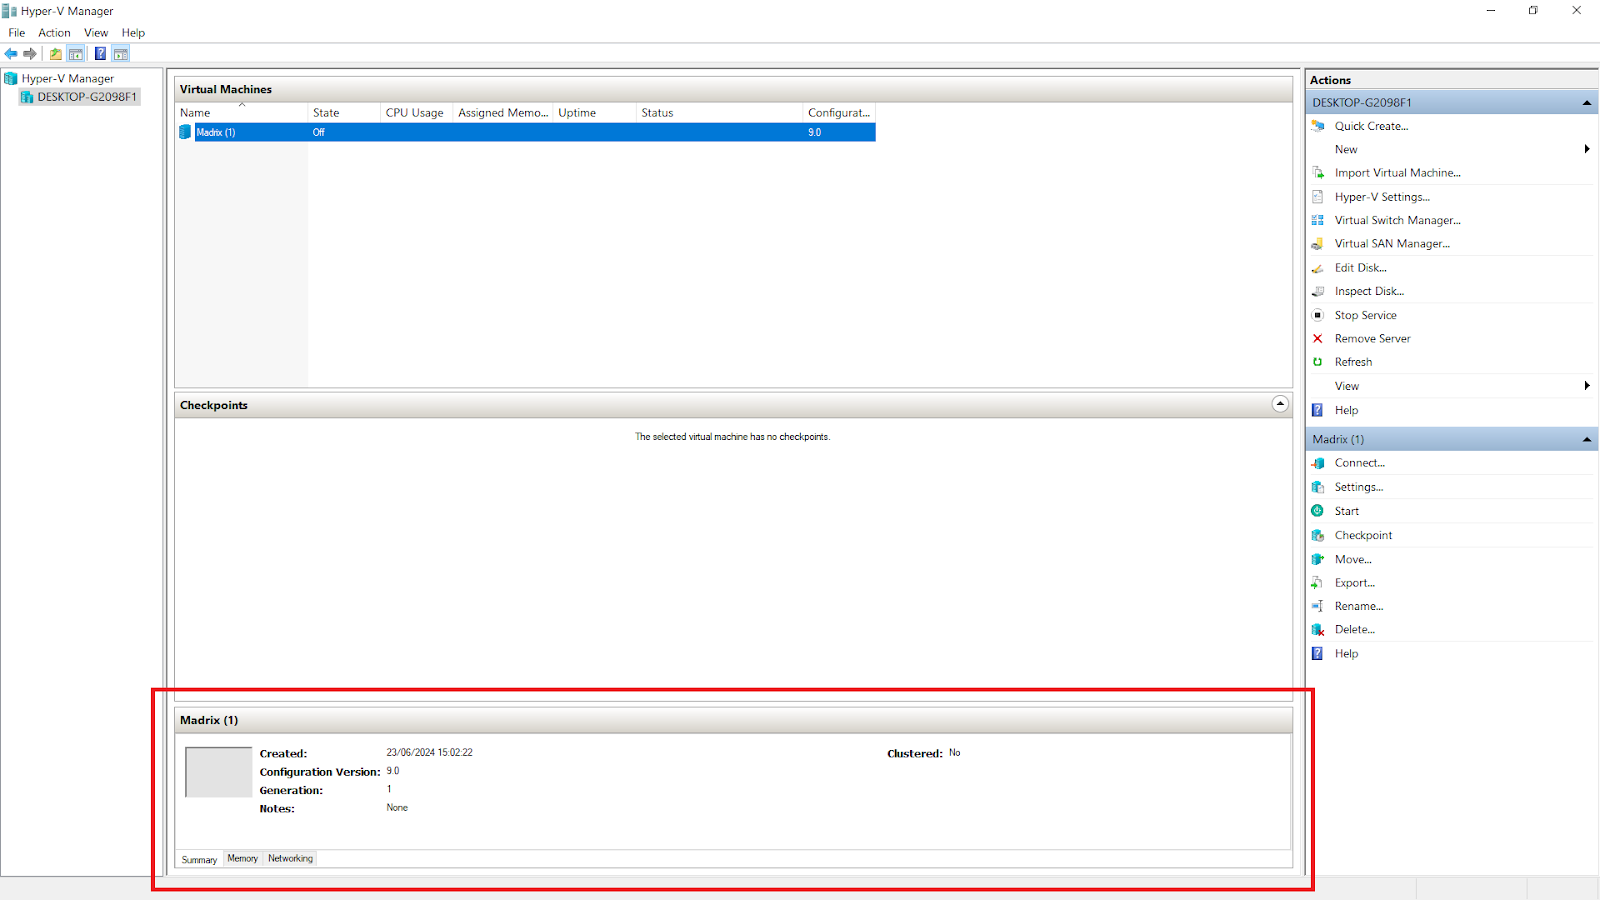 Hyper-V Manager
File Action View Help
Hyper-V Manager
DESKTOP-G2098F1
Virtual Machines
Name State CPU Usage Assigned Memo... Uptime Status Configurat...
Madrix (1) Off 9.0
Checkpoints
The selected virtual machine has no checkpoints.
Madrix (1)
Created: 23/06/2024 15:02:22 Clustered: No
Configuration Version: 9.0
Generation: 1
Notes: None
Summary Memory Networking
Actions
DESKTOP-G2098F1
Quick Create...
New
Import Virtual Machine...
Hyper-V Settings...
Virtual Switch Manager...
Virtual SAN Manager...
Edit Disk...
Inspect Disk...
Stop Service
Remove Server
Refresh
View
Help
Madrix (1)
Connect...
Settings...
Start
Checkpoint
Move...
Export...
Rename...
Delete...
Help